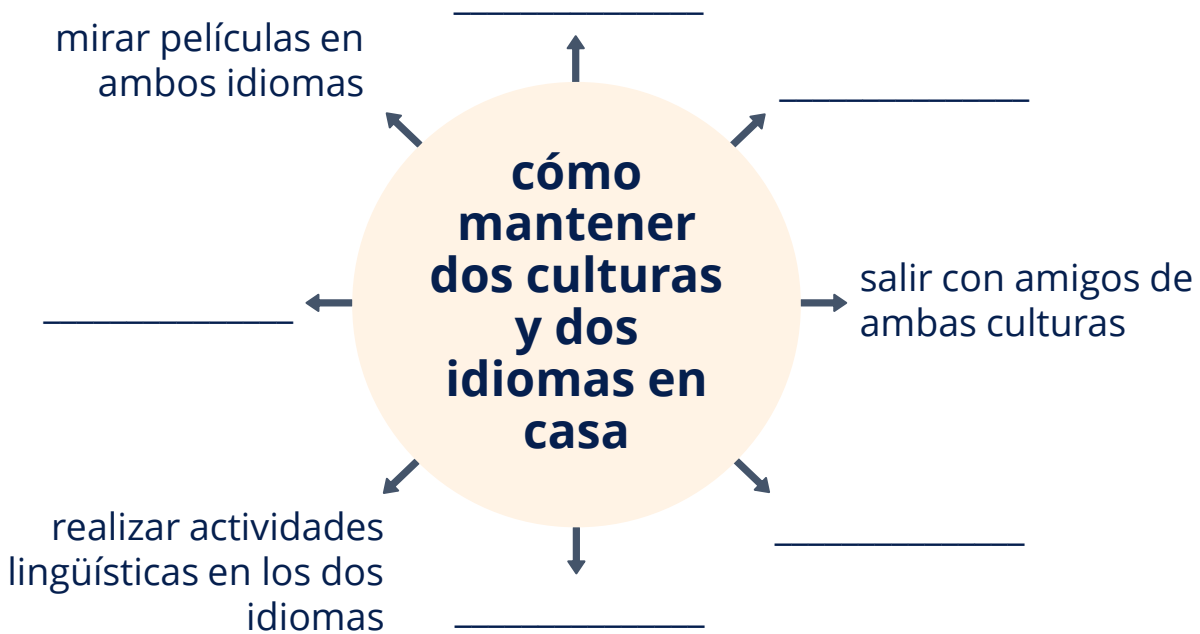 mirar películas en
ambos idiomas
cómo
mantener
dos culturas
y dos
idiomas en
casa
salir con amigos de
ambas culturas
realizar actividades
lingüísticas en los dos
idiomas